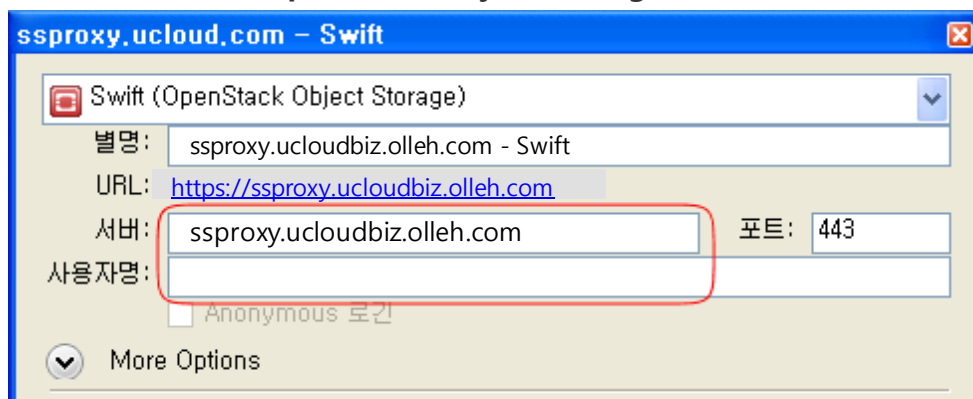 ssproxy.ucloud.com – Swift
Swift (OpenStack Object Storage)
별명: ssproxy.ucloudbiz.olleh.com - Swift
URL: https://ssproxy.ucloudbiz.olleh.com
서버: ssproxy.ucloudbiz.olleh.com 포트: 443
사용자명:
Anonymous 로긴
More Options